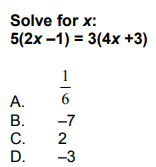 Solve for x:
5(2x –1) = 3(4x +3)
A. 1/6
B. –7
C. 2
D. –3